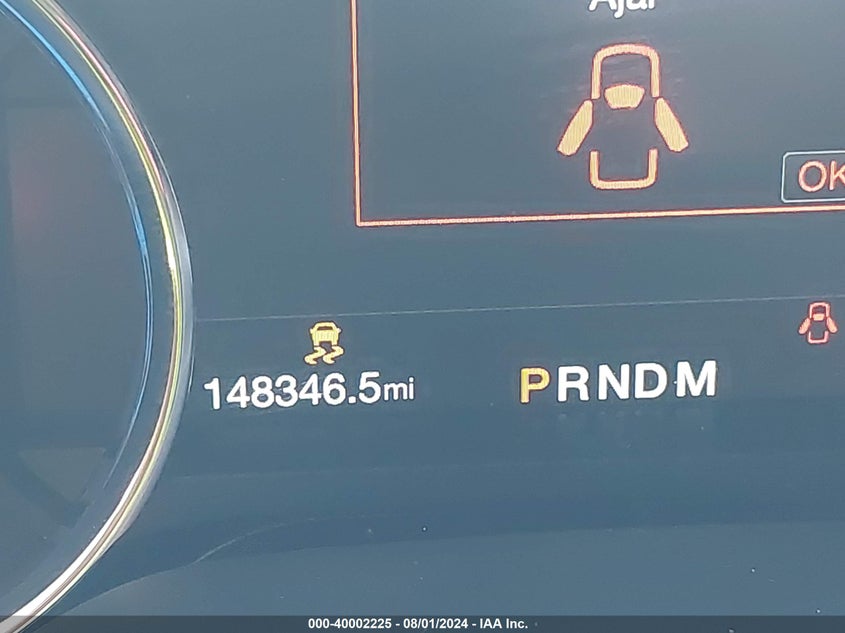 Ajar
OK
148346.5mi
PRNDM
000-40002225 - 08/01/2024 - IAA Inc.